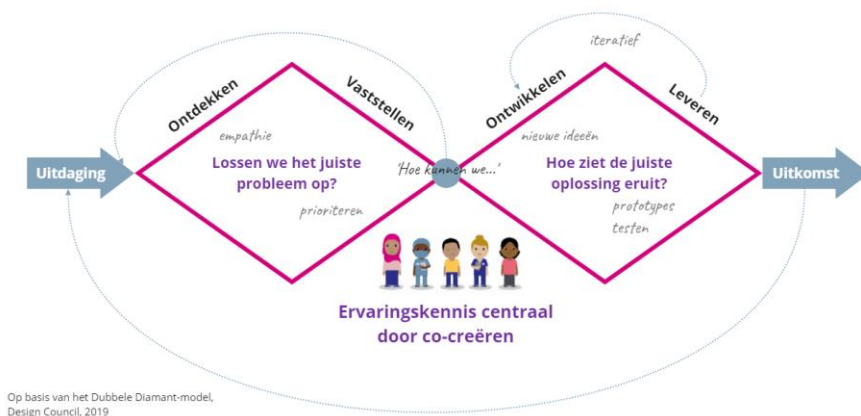 iteratief
Ontdekken
Vaststellen
Ontwikkelen
Leveren
empathie
nieuwe ideeën
Uitdaging
Lossen we het juiste
probleem op?
'Hoe kunnen we...'
Hoe ziet de juiste
oplossing eruit?
Uitkomst
prioriteren
prototypes
testen
Ervaringskennis centraal
door co-creëren
Op basis van het Dubbele Diamant-model,
Design Council, 2019